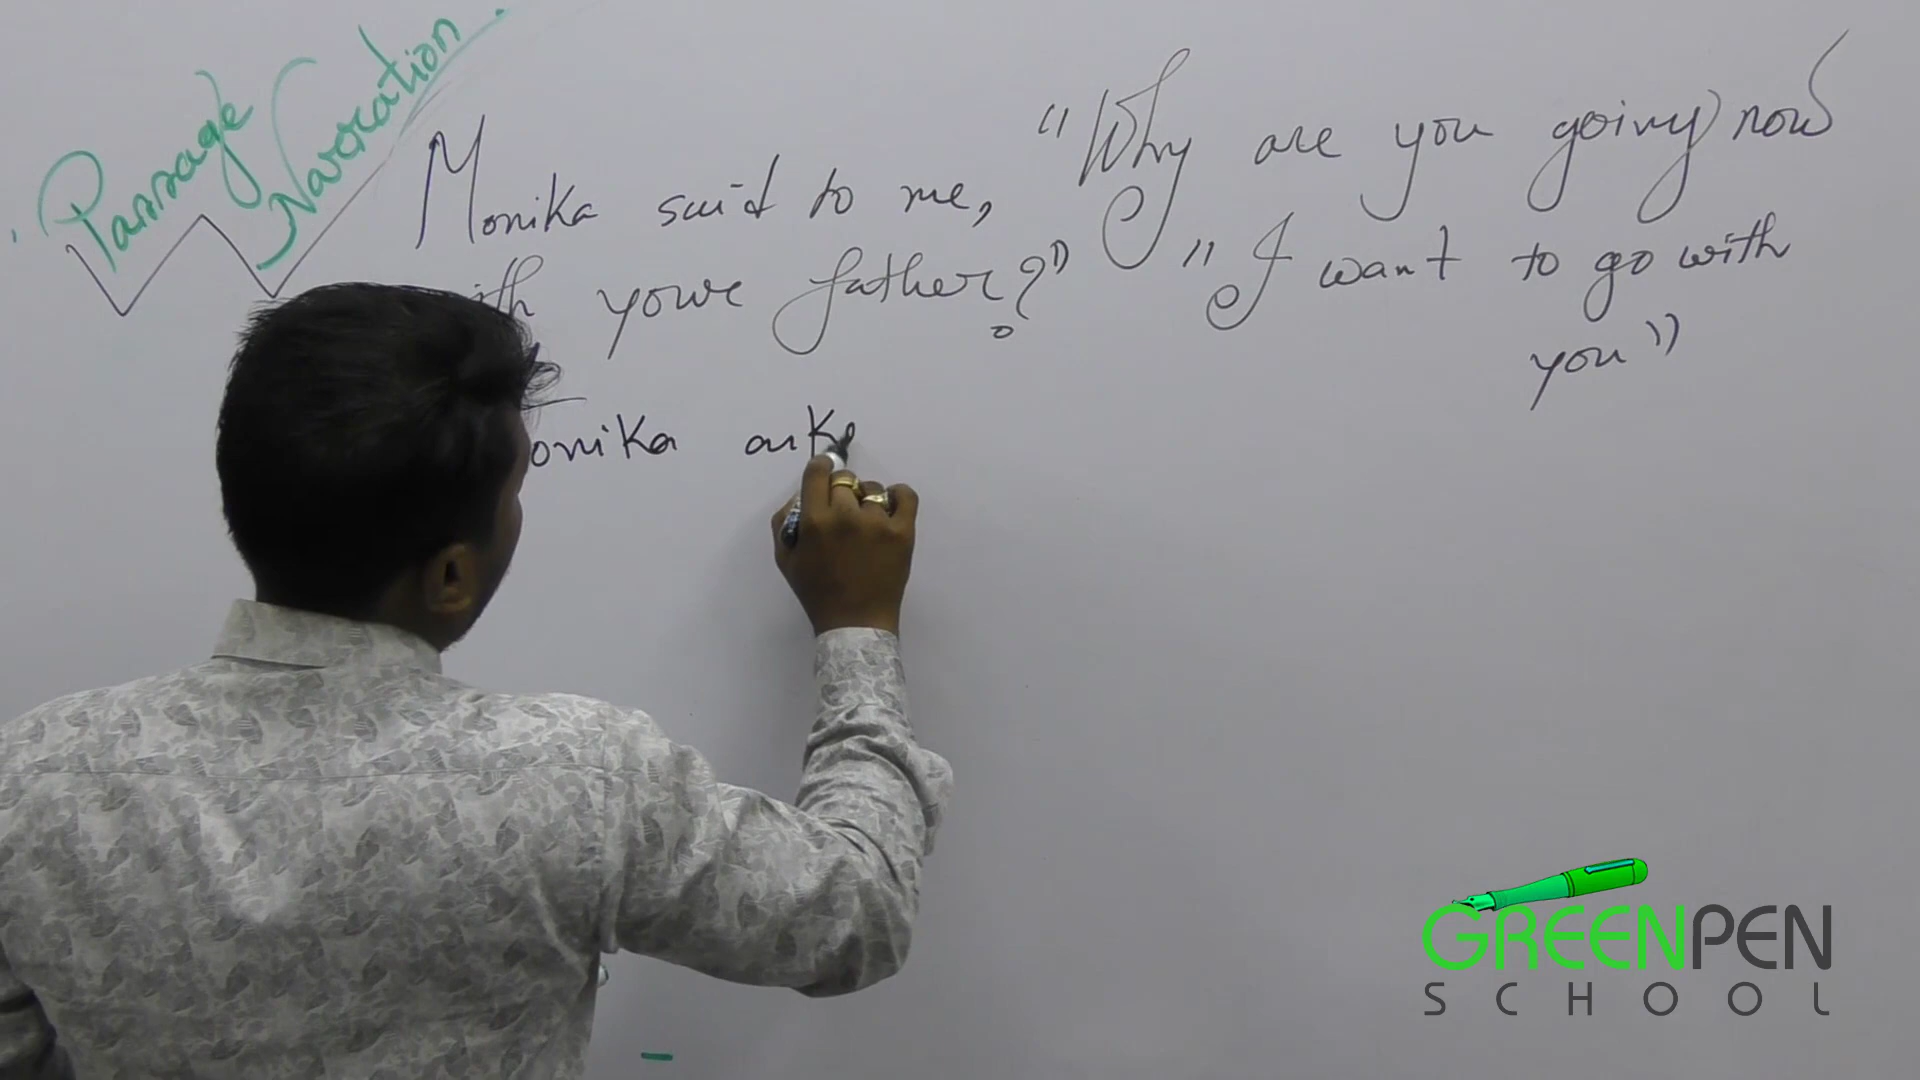 Passage
Narration
Monika said to me, "Why are you going now
with your father?" "I want to go with
you"
Monika aske
GREENPEN
SCHOOL